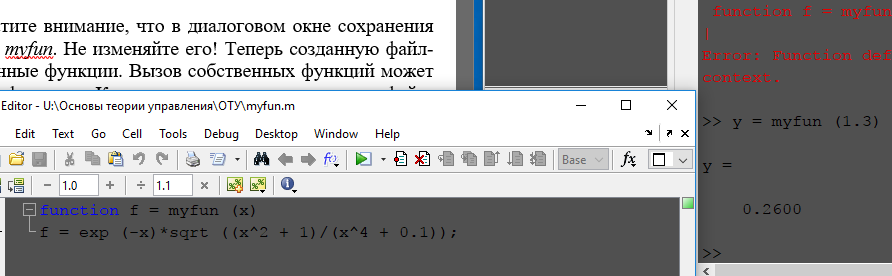 тите внимание, что в диалоговом окне сохранения
myfun. Не изменяйте его! Теперь созданную файл-
нные функции. Вызов собственных функций может
function f = myfun
Error: Function def
context.
>> y = myfun (1.3)
y =
0.2600
>>
Editor - U:\Основы теории управления\ОТУ\myfun.m
Edit Text Go Cell Tools Debug Desktop Window Help
Base fx
- 1.0 + ÷ 1.1 ×
function f = myfun (x)
f = exp (-x)*sqrt ((x^2 + 1)/(x^4 + 0.1));